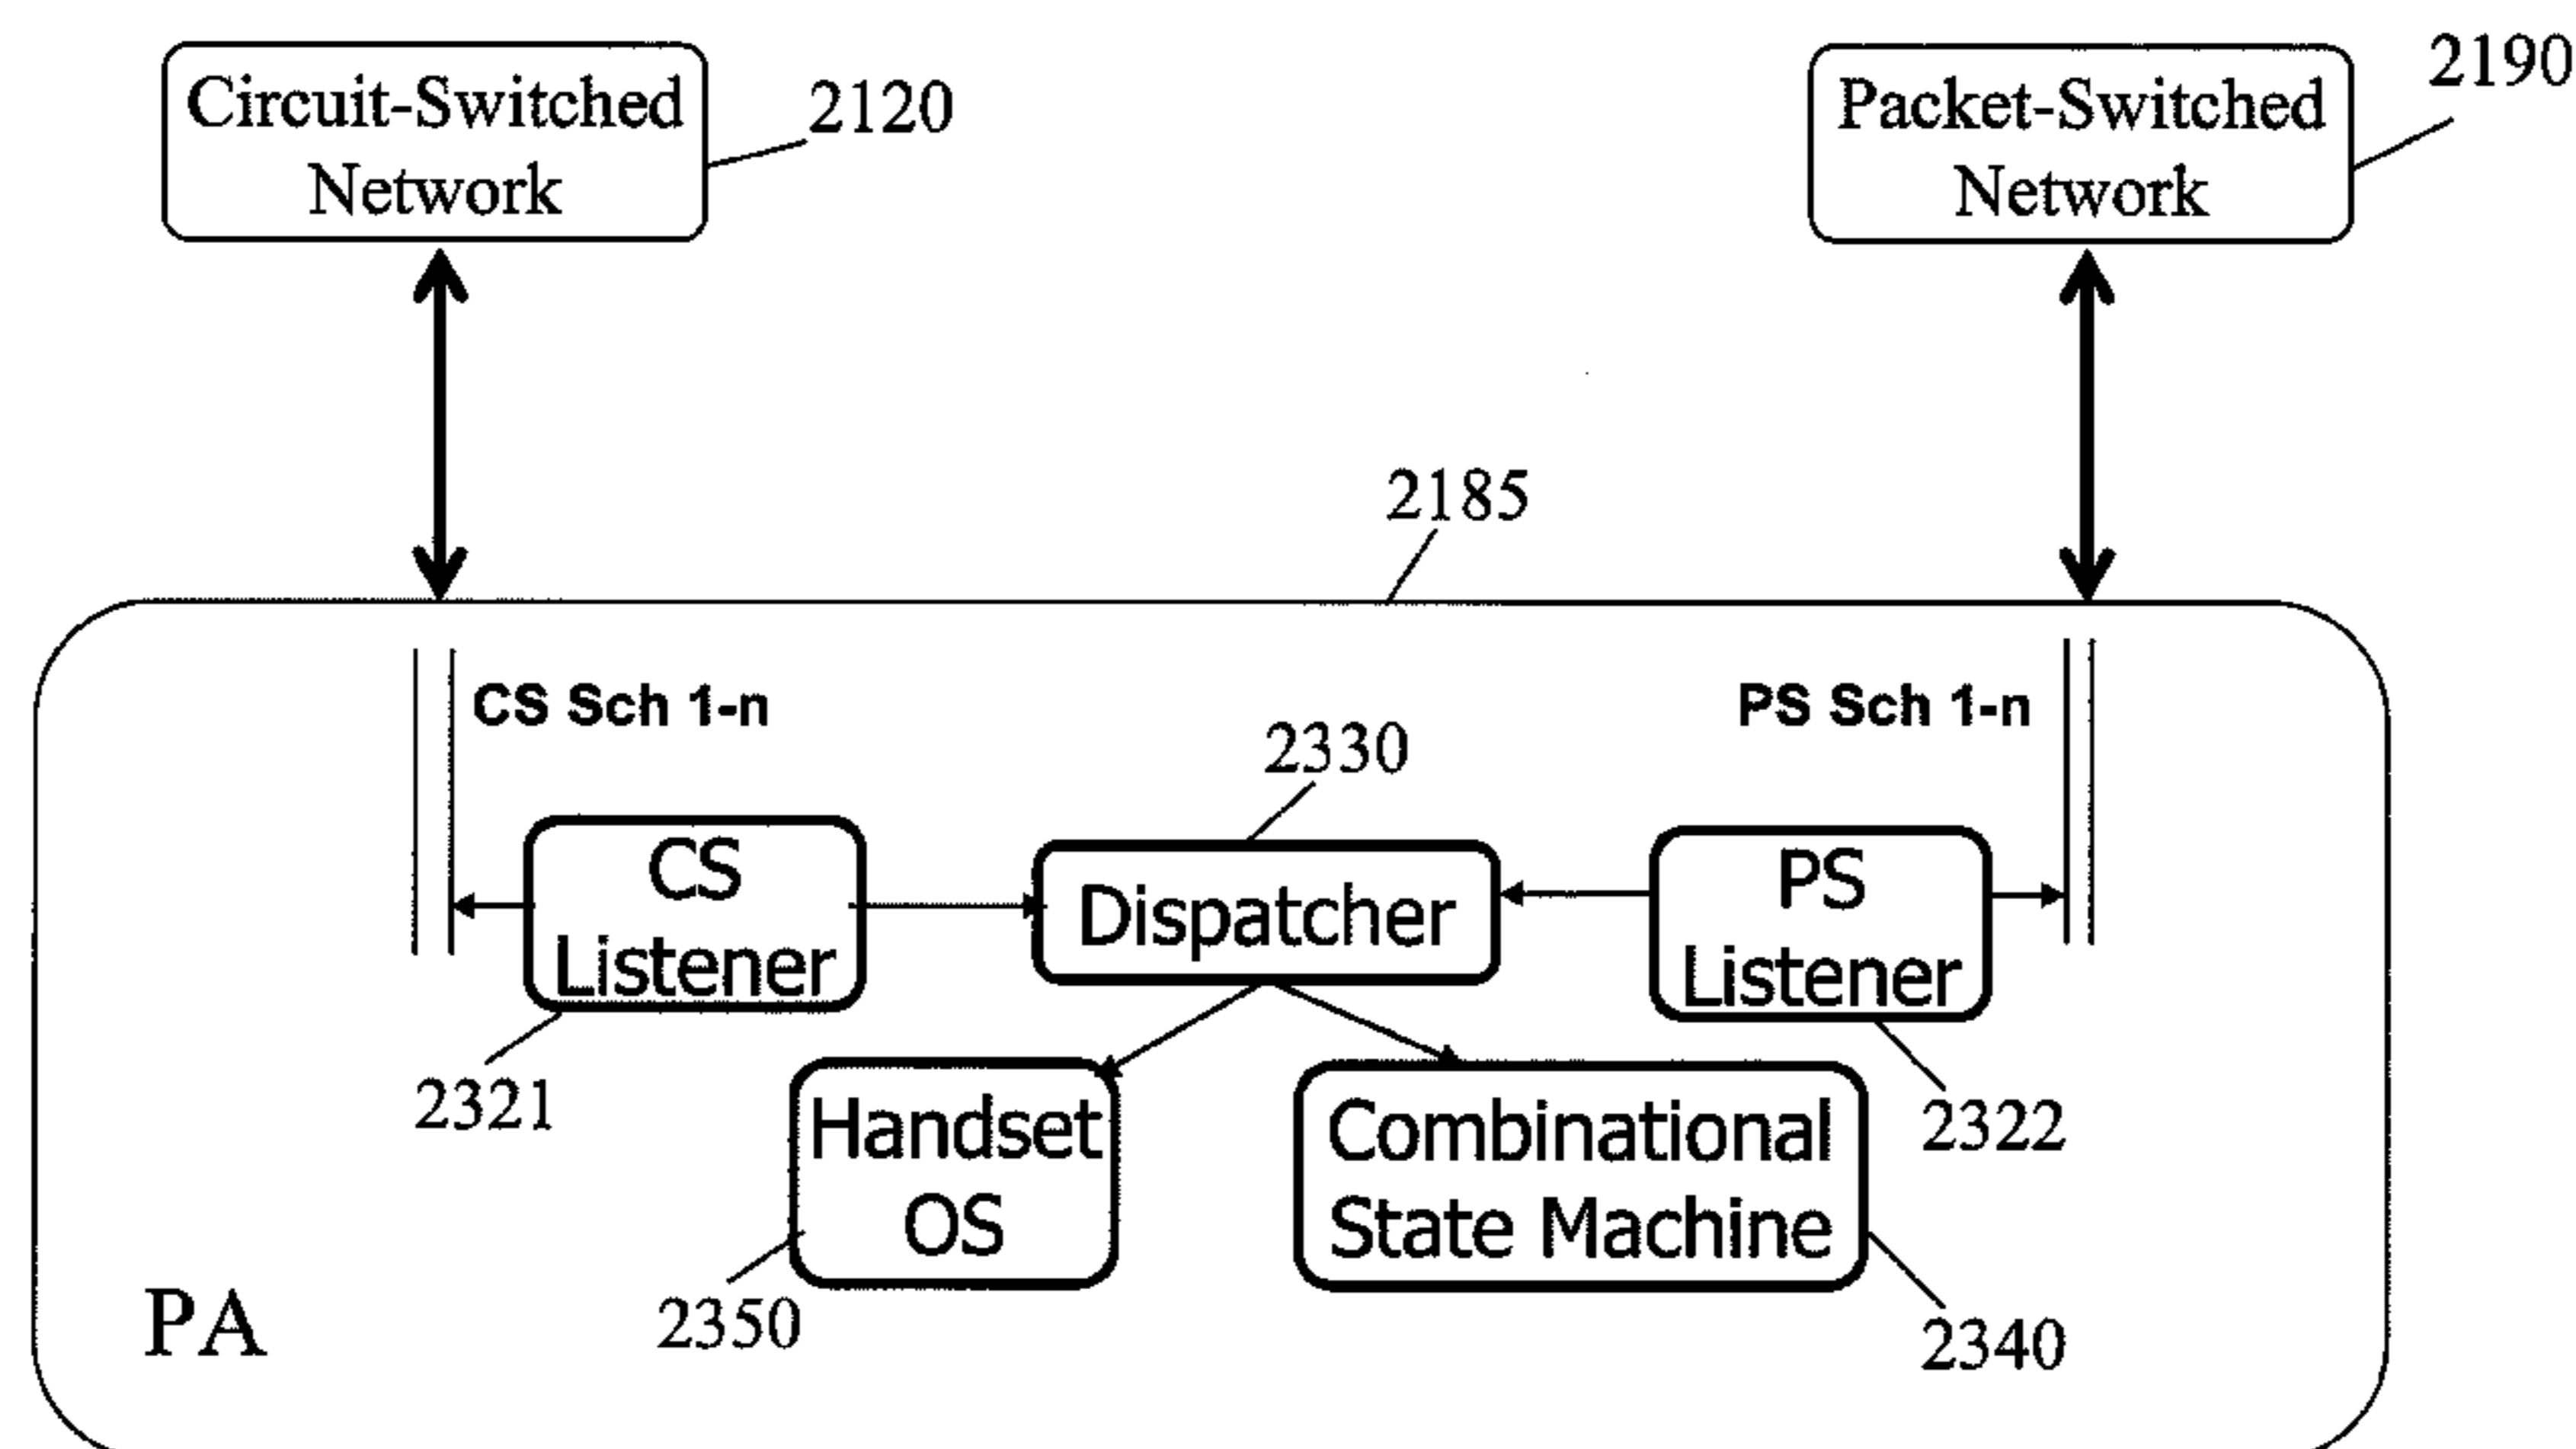 Circuit-Switched
Network
2120
Packet-Switched
Network
2190
2185
CS Sch 1-n
PS Sch 1-n
2330
CS
Listener
Dispatcher
PS
Listener
2321
2322
Handset
OS
Combinational
State Machine
2350
2340
PA